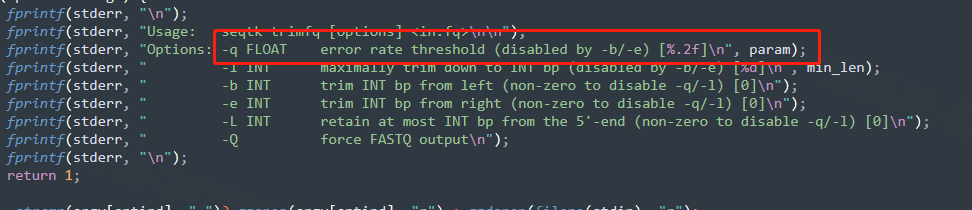 fprintf(stderr, "\n");
fprintf(stderr, "Usage:   seqtk trimfq [options] <in.fq>\n\n");
fprintf(stderr, "Options: -q FLOAT    error rate threshold (disabled by -b/-e) [%.2f]\n", param);
fprintf(stderr, "         -l INT      maximally trim down to INT bp (disabled by -b/-e) [%d]\n", min_len);
fprintf(stderr, "         -b INT      trim INT bp from left (non-zero to disable -q/-l) [0]\n");
fprintf(stderr, "         -e INT      trim INT bp from right (non-zero to disable -q/-l) [0]\n");
fprintf(stderr, "         -L INT      retain at most INT bp from the 5'-end (non-zero to disable -q/-l) [0]\n");
fprintf(stderr, "         -Q          force FASTQ output\n");
fprintf(stderr, "\n");
return 1;